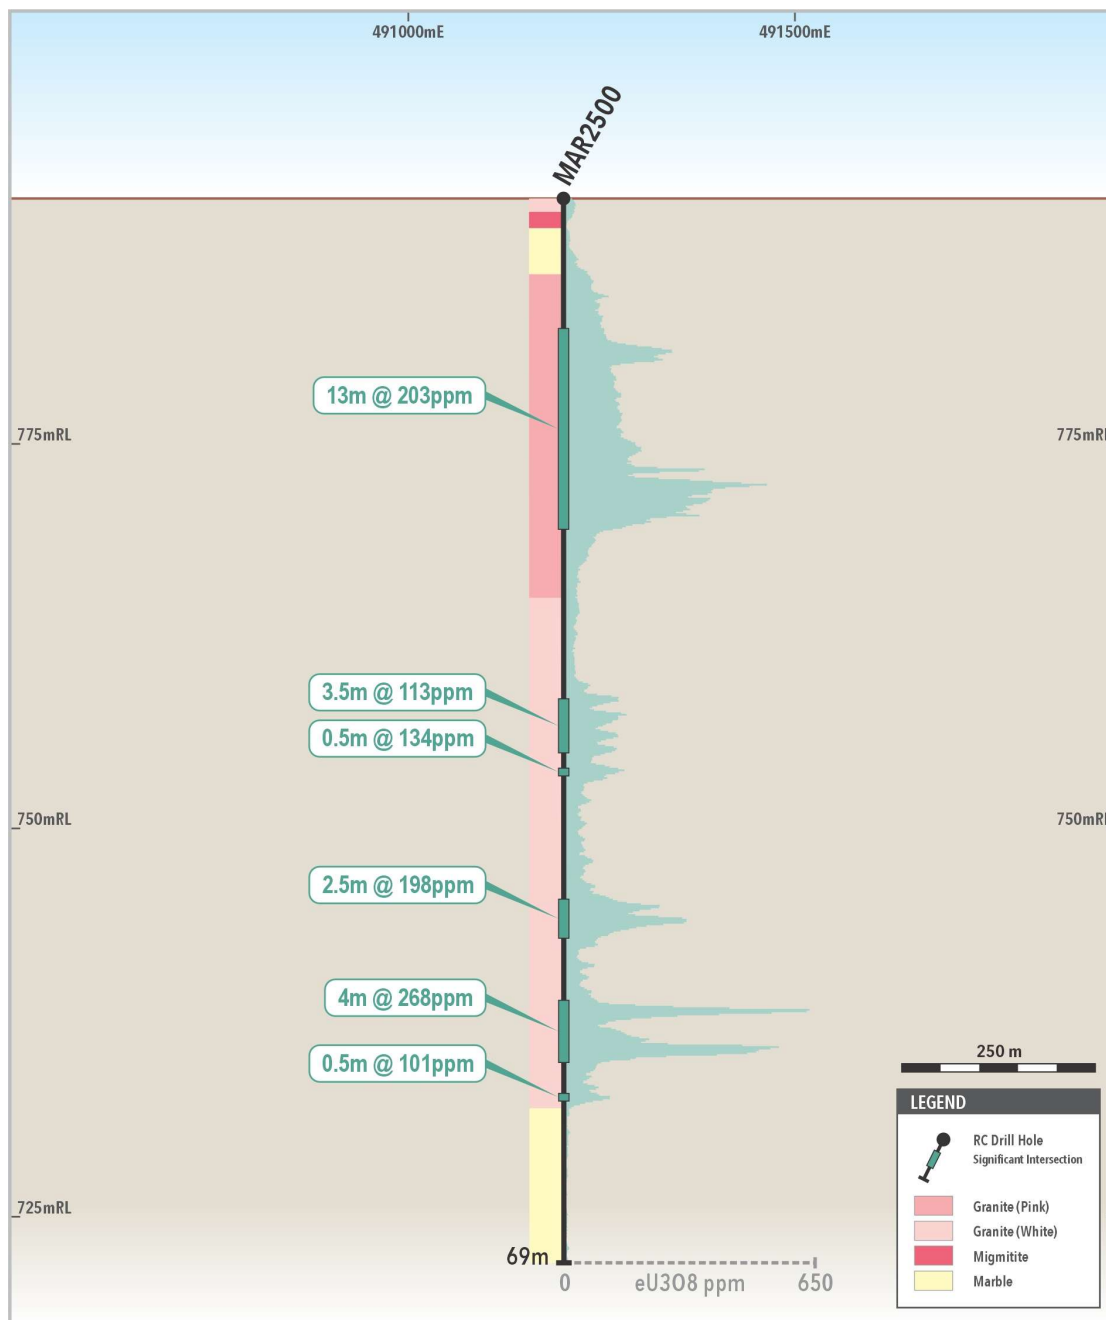 491000mE
491500mE
MAR2500
13m @ 203ppm
775mRL
775mRL
3.5m @ 113ppm
0.5m @ 134ppm
750mRL
750mRL
2.5m @ 198ppm
4m @ 268ppm
0.5m @ 101ppm
250 m
LEGEND
RC Drill Hole
Significant Intersection
Granite (Pink)
Granite (White)
Migmitite
Marble
725mRL
69m
0
eU3O8 ppm
650